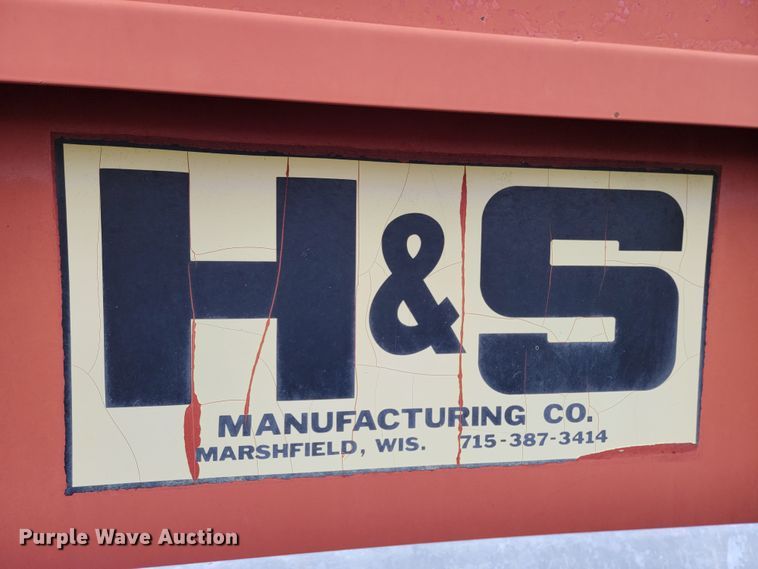 H&S
MANUFACTURING CO.
MARSHFIELD, WIS. 715-387-3414
Purple Wave Auction